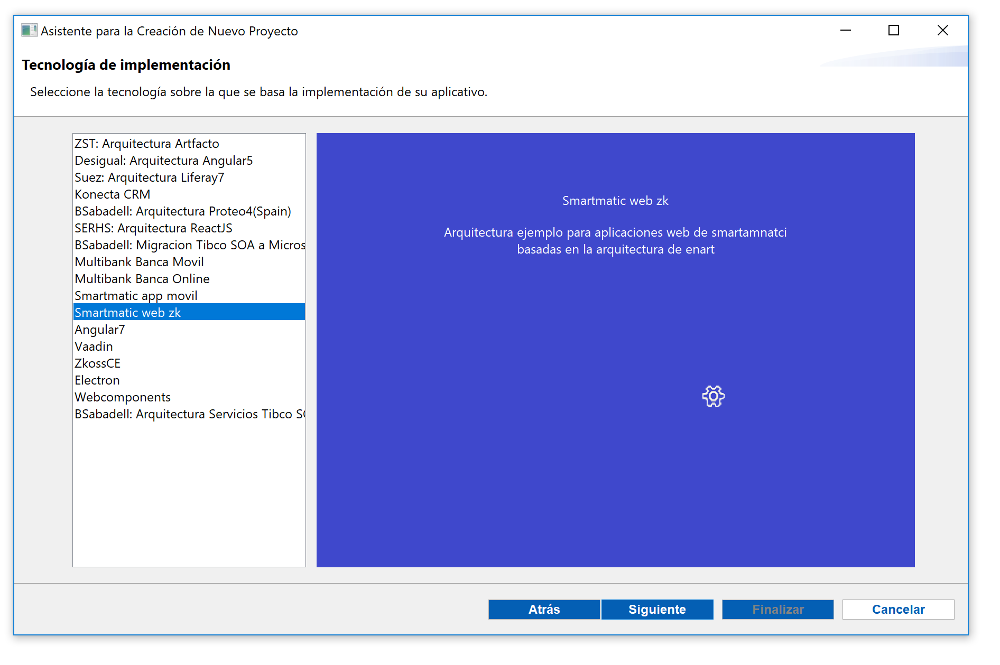 Asistente para la Creación de Nuevo Proyecto
Tecnología de implementación
Seleccione la tecnología sobre la que se basa la implementación de su aplicativo.
ZST: Arquitectura Artfacto
Desigual: Arquitectura Angular5
Suez: Arquitectura Liferay7
Konecta CRM
BSabadell: Arquitectura Proteo4(Spain)
SERHS: Arquitectura ReactJS
BSabadell: Migracion Tibco SOA a Micros
Multibank Banca Movil
Multibank Banca Online
Smartmatic app movil
Smartmatic web zk
Angular7
Vaadin
ZkossCE
Electron
Webcomponents
BSabadell: Arquitectura Servicios Tibco
Smartmatic web zk
Arquitectura ejemplo para aplicaciones web de smartamnatci
basadas en la arquitectura de enart
Atrás
Siguiente
Finalizar
Cancelar